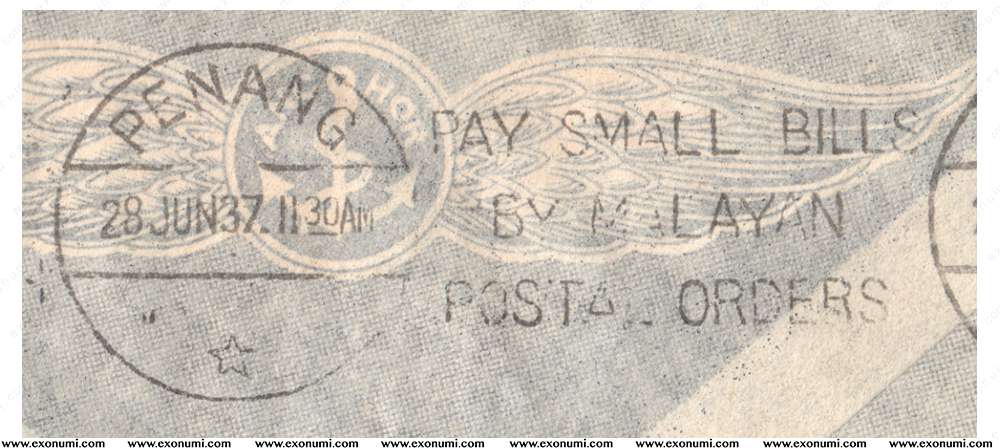 PENANG
28 JUN 37. 11 30 AM
PAY SMALL BILLS
BY MALAYAN
POSTAL ORDERS
www.exonumi.com www.exonumi.com www.exonumi.com www.exonumi.com www.exonumi.com www.exonumi.com www.exonumi.com www.exonumi.com